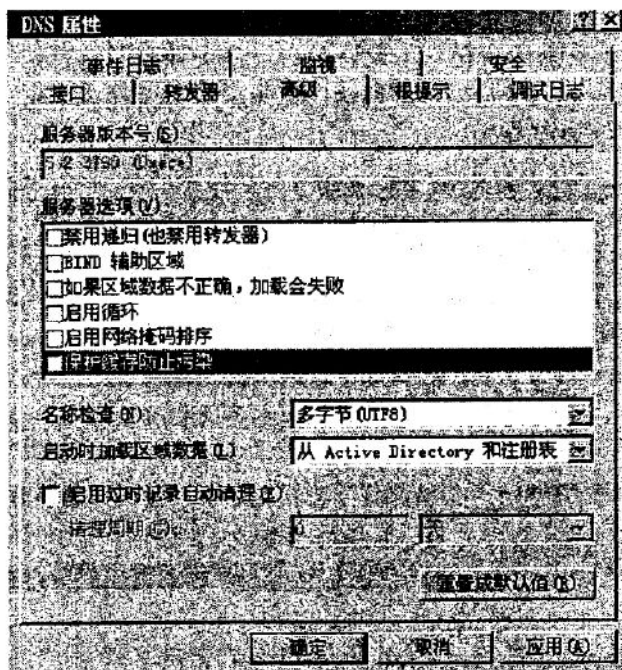 DNS 属性
事件日志 监视 安全
接口 转发器 高级 根提示 调试日志
服务器版本号(S)
服务器选项(V)
禁用递归(也禁用转发器)
BIND 辅助区域
如果区域数据不正确，加载会失败
启用循环
启用网络掩码排序
保护缓存防止污染
名称检查(N) 多字节(UTF8)
启动时加载区域数据(L) 从 Active Directory 和注册表
启用过时记录自动清理(E)
清理周期(C) 0 天
重置成默认值(R)
确定 取消 应用(A)